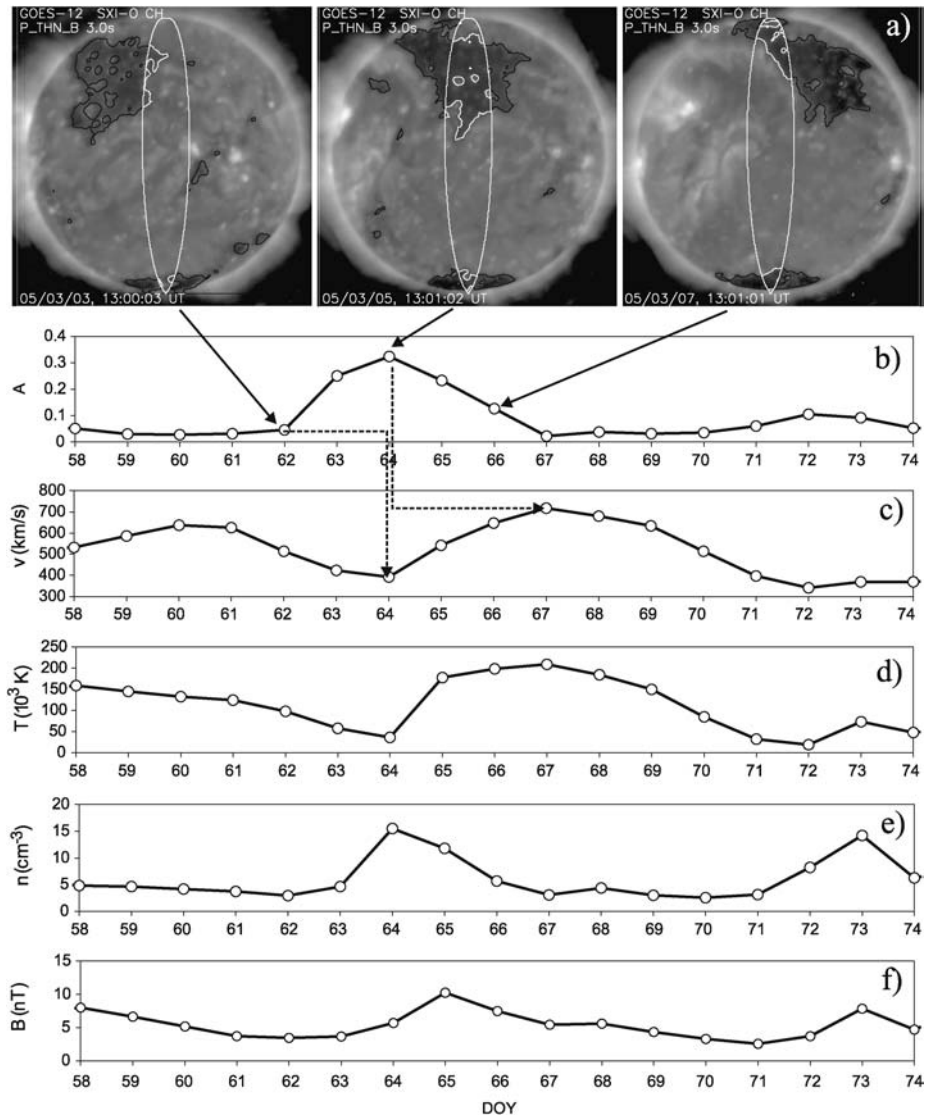 GOES-12 SXI-O CH
P_THN_B 3.0s
05/03/03, 13:00:03 UT
GOES-12 SXI-O CH
P_THN_B 3.0s
05/03/05, 13:01:02 UT
GOES-12 SXI-O CH
P_THN_B 3.0s
a)
05/03/07, 13:01:01 UT
0.4
0.3
0.2
0.1
0
A
b)
58 59 60 61 62 63 64 65 66 67 68 69 70 71 72 73 74
800
700
600
500
400
300
v (km/s)
c)
58 59 60 61 62 63 64 65 66 67 68 69 70 71 72 73 74
250
200
150
100
50
0
T (10³ K)
d)
58 59 60 61 62 63 64 65 66 67 68 69 70 71 72 73 74
20
15
10
5
0
n (cm⁻³)
e)
58 59 60 61 62 63 64 65 66 67 68 69 70 71 72 73 74
15
10
5
0
B (nT)
f)
58 59 60 61 62 63 64 65 66 67 68 69 70 71 72 73 74
DOY